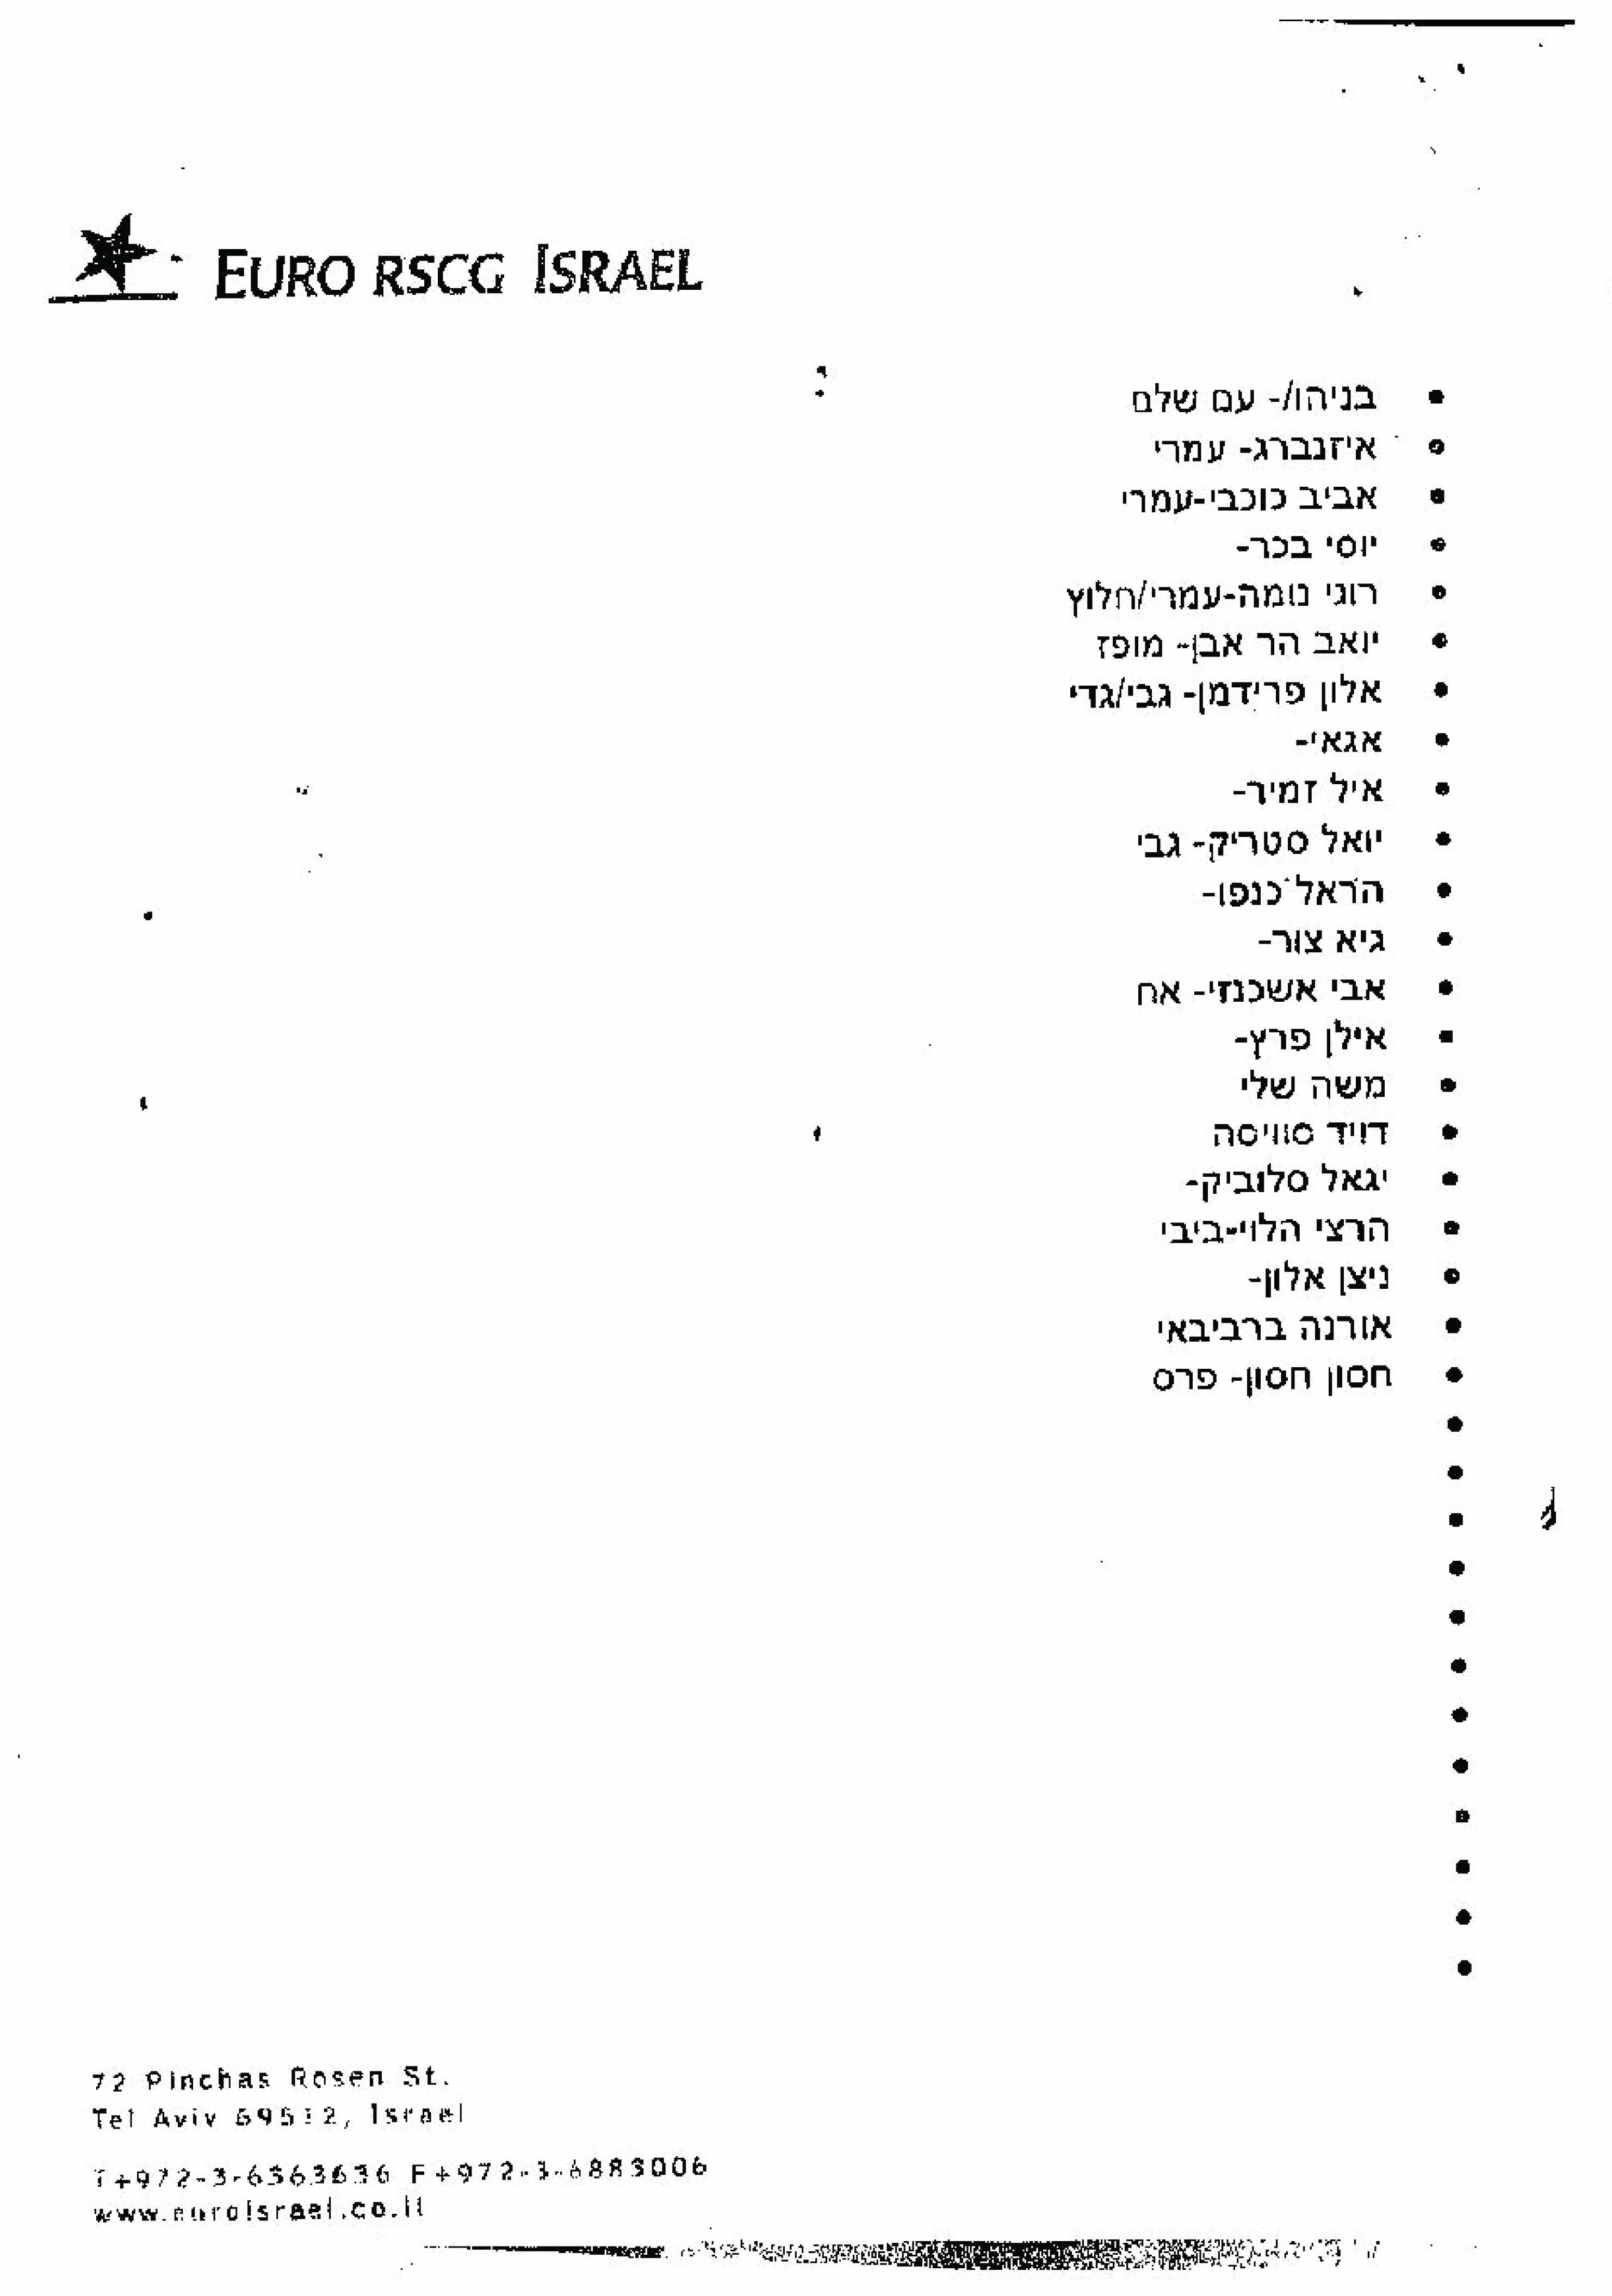 EURO RSCG ISRAEL
• בניהו/- עם שלם
• איזנברג- עמרי
• אביב כוכבי-עמרי
• יוסי בכר-
• רוני נומה-עמרי/חלוץ
• יואב הר אבן- מופז
• אלון פרידמן- גבי/גדי
• אגאי-
• איל זמיר-
• יואל סטריק- גבי
• הראל כנפו-
• גיא צור-
• אבי אשכנזי- אח
• אילן פרץ-
• משה שלי
• דויד סוויסה
• יגאל סלוביק-
• הרצי הלוי-ביבי
• ניצן אלון-
• אורנה ברביבאי
• חסון חסון- פרס
72 Pinchas Rosen St.
Tel Aviv 69512, Israel
T+972-3-6363636 F+972-3-6883006
www.euroisrael.co.il